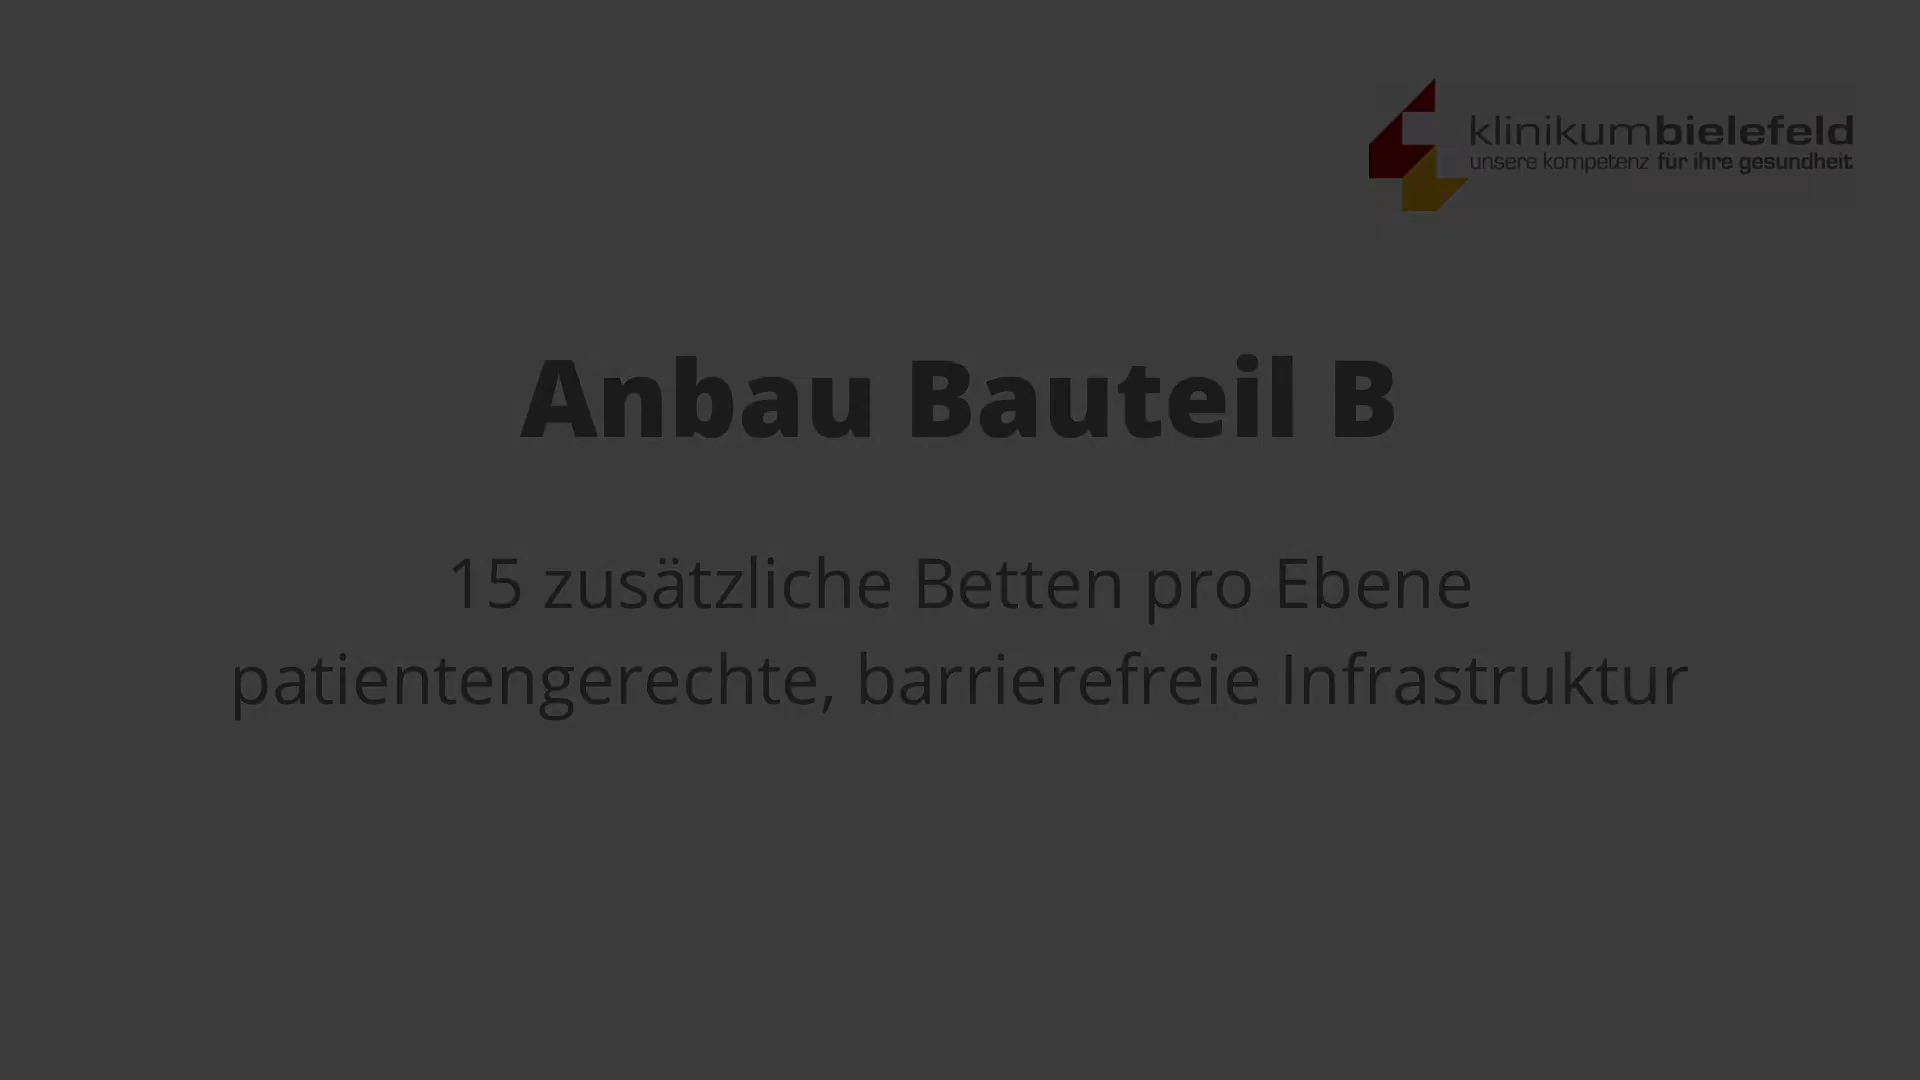 klinikumbielefeld
unsere kompetenz für ihre gesundheit
Anbau Bauteil B
15 zusätzliche Betten pro Ebene
patientengerechte, barrierefreie Infrastruktur